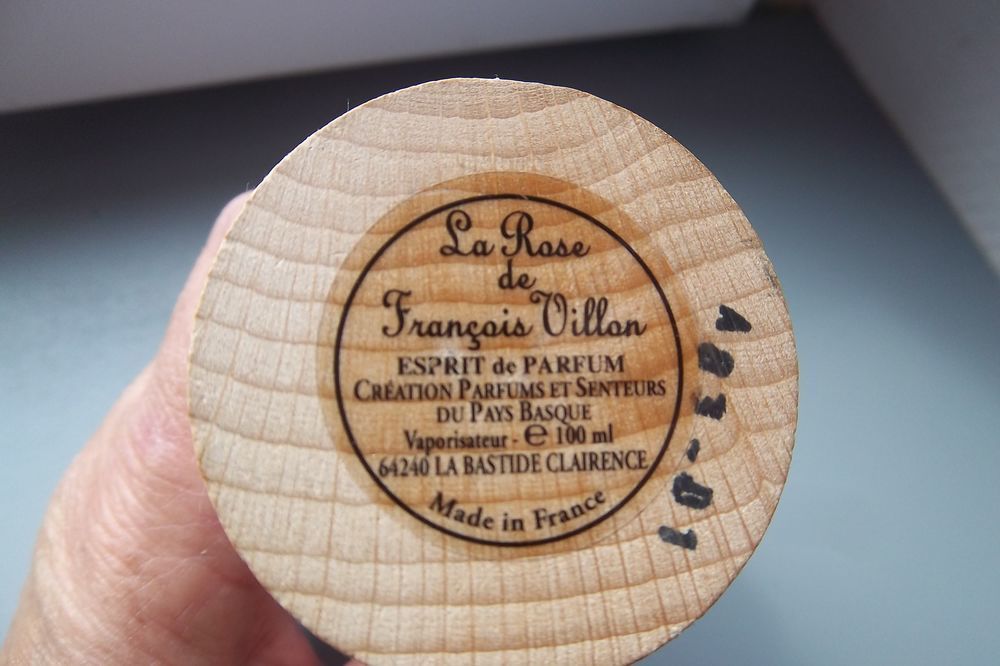 La Rose
de
François Villon
ESPRIT de PARFUM
CRÉATION PARFUMS ET SENTEURS
DU PAYS BASQUE
Vaporisateur - ℮ 100 ml
64240 LA BASTIDE CLAIRENCE
Made in France